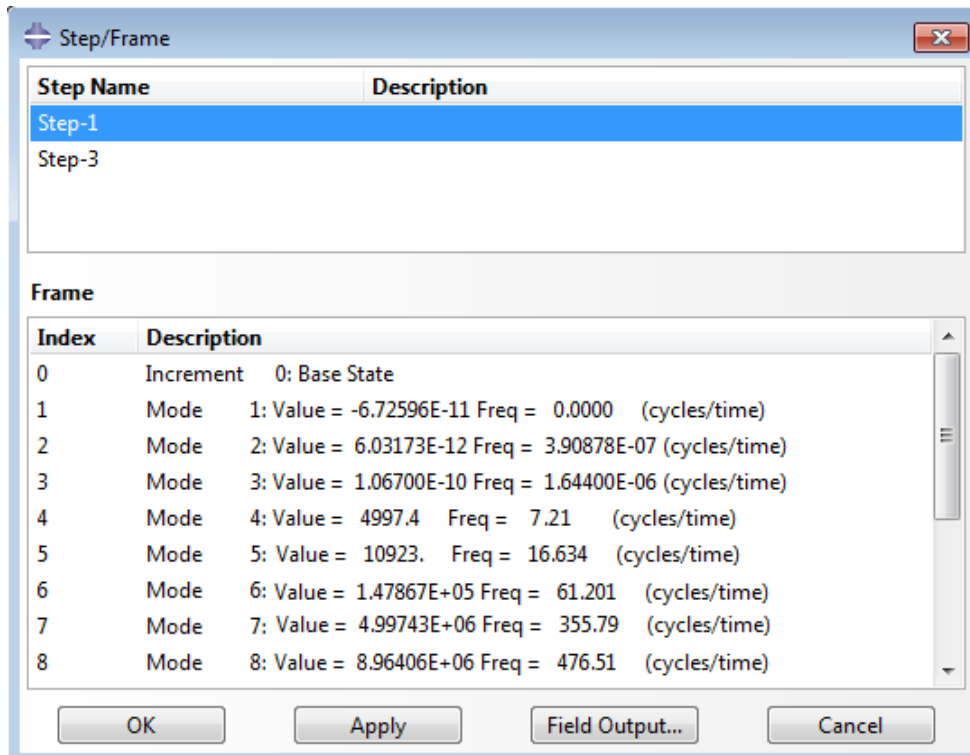 Step/Frame
Step Name Description
Step-1
Step-3
Frame
Index Description
0 Increment 0: Base State
1 Mode 1: Value = -6.72596E-11 Freq = 0.0000 (cycles/time)
2 Mode 2: Value = 6.03173E-12 Freq = 3.90878E-07 (cycles/time)
3 Mode 3: Value = 1.06700E-10 Freq = 1.64400E-06 (cycles/time)
4 Mode 4: Value = 4997.4 Freq = 7.21 (cycles/time)
5 Mode 5: Value = 10923. Freq = 16.634 (cycles/time)
6 Mode 6: Value = 1.47867E+05 Freq = 61.201 (cycles/time)
7 Mode 7: Value = 4.99743E+06 Freq = 355.79 (cycles/time)
8 Mode 8: Value = 8.96406E+06 Freq = 476.51 (cycles/time)
OK Apply Field Output... Cancel